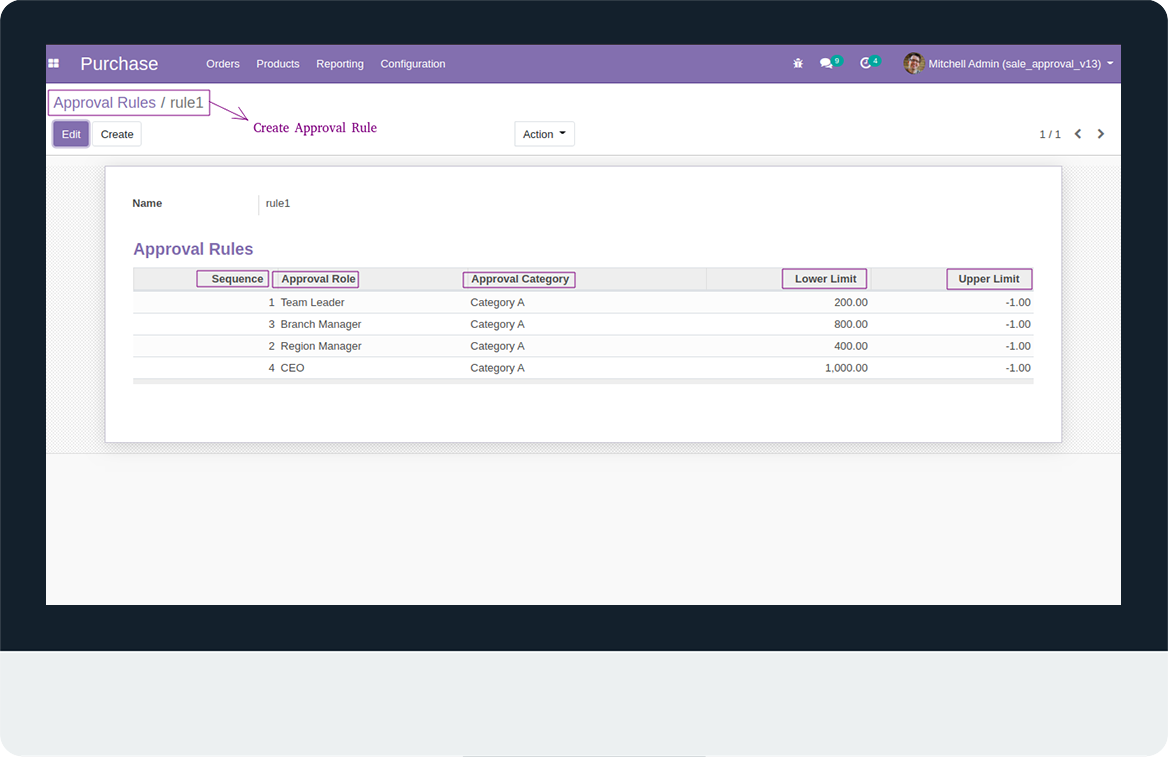 Purchase Orders Products Reporting Configuration 9 4 Mitchell Admin (sale_approval_v13)
Approval Rules / rule1
Create Approval Rule
Edit Create Action 1 / 1
Name rule1
Approval Rules
Sequence Approval Role Approval Category Lower Limit Upper Limit
1 Team Leader Category A 200.00 -1.00
3 Branch Manager Category A 800.00 -1.00
2 Region Manager Category A 400.00 -1.00
4 CEO Category A 1,000.00 -1.00